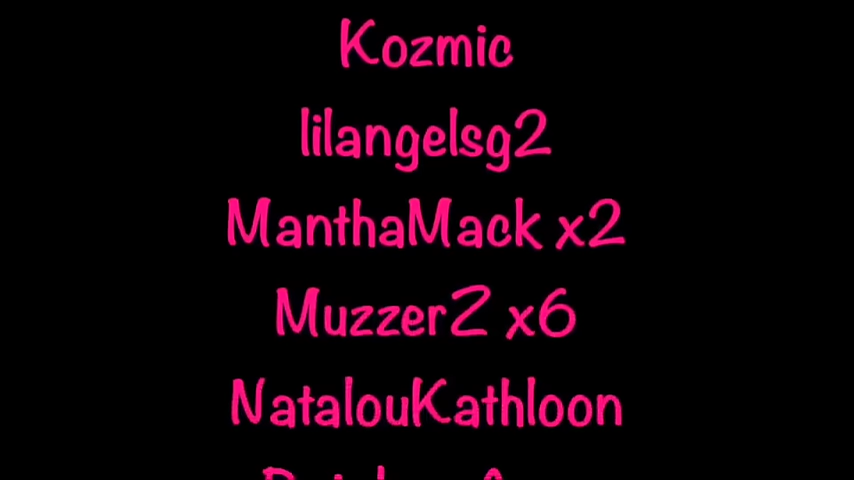 Kozmic
lilangelsg2
ManthaMack x2
Muzzer2 x6
NatalouKathloon